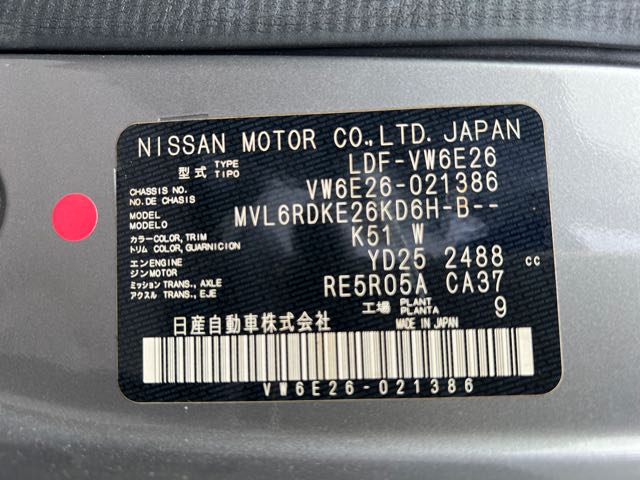 NISSAN MOTOR CO.,LTD. JAPAN
型式 TYPE TIPO LDF-VW6E26
CHASSIS NO. NO.DE CHASIS VW6E26-021386
MODEL MODELO MVL6RDKE26KD6H-B--
カラー COLOR,TRIM トリム COLOR,GUARNICION K51 W
エンジン ENGINE MOTOR YD25 2488 cc
ミッション TRANS., AXLE アクスル TRANS., EJE RE5R05A CA37
工場 PLANT PLANTA 9
日産自動車株式会社 MADE IN JAPAN
VW6E26-021386